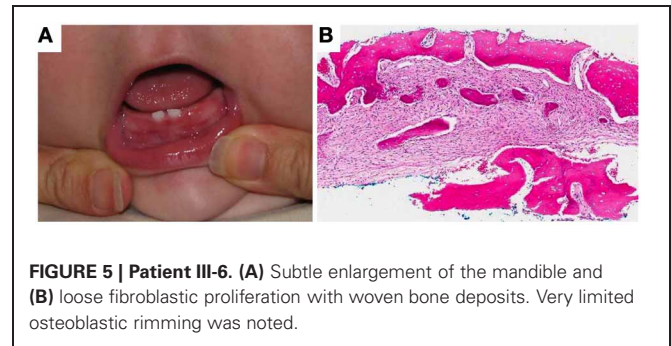 A
B
FIGURE 5 | Patient III-6. (A) Subtle enlargement of the mandible and
(B) loose fibroblastic proliferation with woven bone deposits. Very limited
osteoblastic rimming was noted.